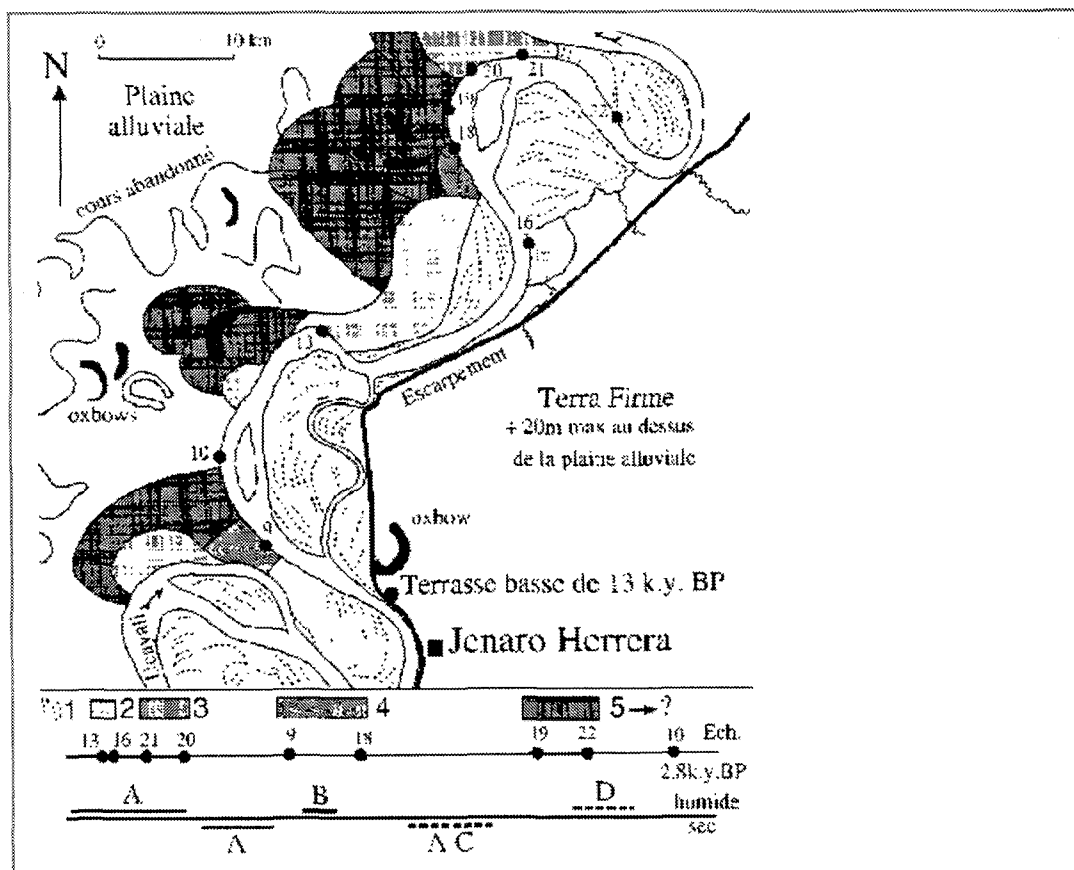 0 10 km
N
Plaine
alluviale
cours abandonné
20
21
18
16
13
Escarpement
oxbows
Terra Firme
+ 20m max au dessus
de la plaine alluviale
10
oxbow
9
Terrasse basse de 13 k.y. BP
Ucayali
Jenaro Herrera
1 2 3 4 5 → ?
13 16 21 20 9 18 19 22 10 Ech.
2.8k.y.BP
A B D humide
sec
A A C